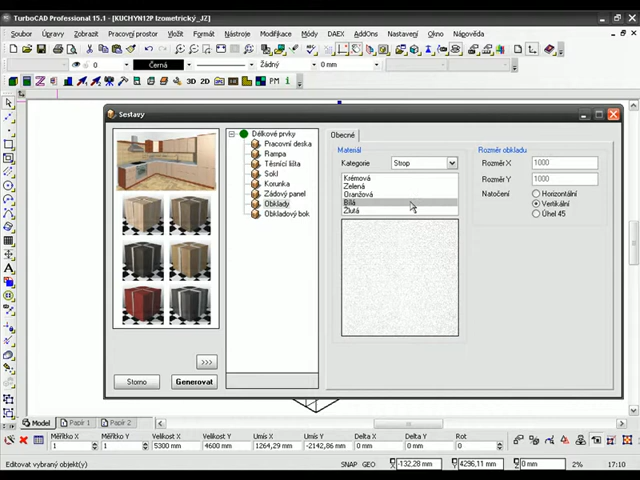 TurboCAD Professional 15.1 - [KUCHYN12P Izometrický_JZ]
Soubor Úpravy Zobrazit Pracovní prostor Vložit Formát Nástroje Modifikace Módy DAEX AddOns Nastavení Okno Nápověda
0 Černá Žádný 0 mm
2D 3D PM
Sestavy
Délkové prvky
Pracovní deska
Rampa
Těsnící lišta
Sokl
Korunka
Zádový panel
Obklady
Obkladový bok
Obecné
Materiál
Kategorie Strop
Krémová
Zelená
Oranžová
Bílá
Žlutá
Rozměr obkladu
Rozměr X 1000
Rozměr Y 1000
Natočení Horizontální
Vertikální
Úhel 45
>>>
Storno Generovat
Model Papír 1 Papír 2
Měřítko X Měřítko Y Velikost X Velikost Y Umís X Umís Y Delta X Delta Y Rot
1 1 5300 mm 4600 mm 1264,29 mm -2142,86 mm 0 mm 0 mm 0
Editovat vybraný objekt(y) SNAP GEO -132,28 mm 4296,11 mm 0 mm 2% 17:10